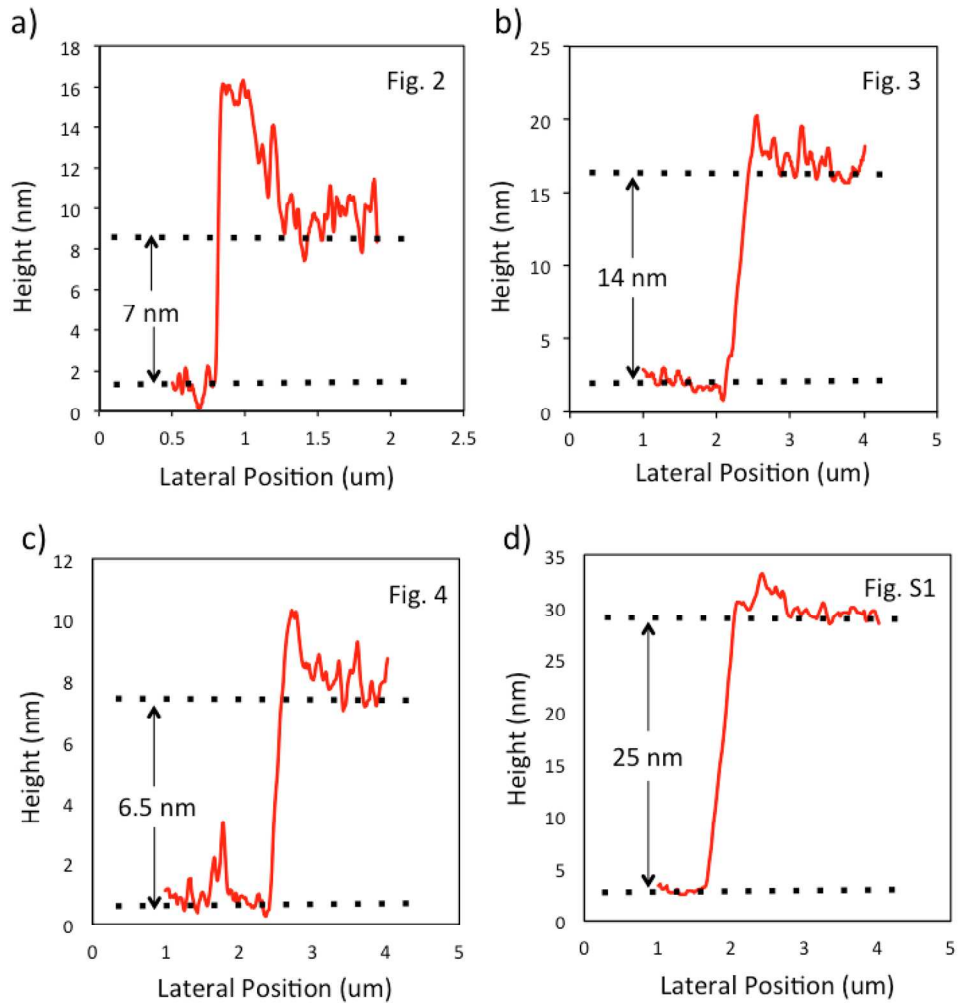 a)
Fig. 2
Height (nm)
18
16
14
12
10
8
6
4
2
0
7 nm
0
0.5
1
1.5
2
2.5
Lateral Position (um)
b)
Fig. 3
Height (nm)
25
20
15
10
5
0
14 nm
0
1
2
3
4
5
Lateral Position (um)
c)
Fig. 4
Height (nm)
12
10
8
6
4
2
0
6.5 nm
0
1
2
3
4
5
Lateral Position (um)
d)
Fig. S1
Height (nm)
35
30
25
20
15
10
5
0
25 nm
0
1
2
3
4
5
Lateral Position (um)